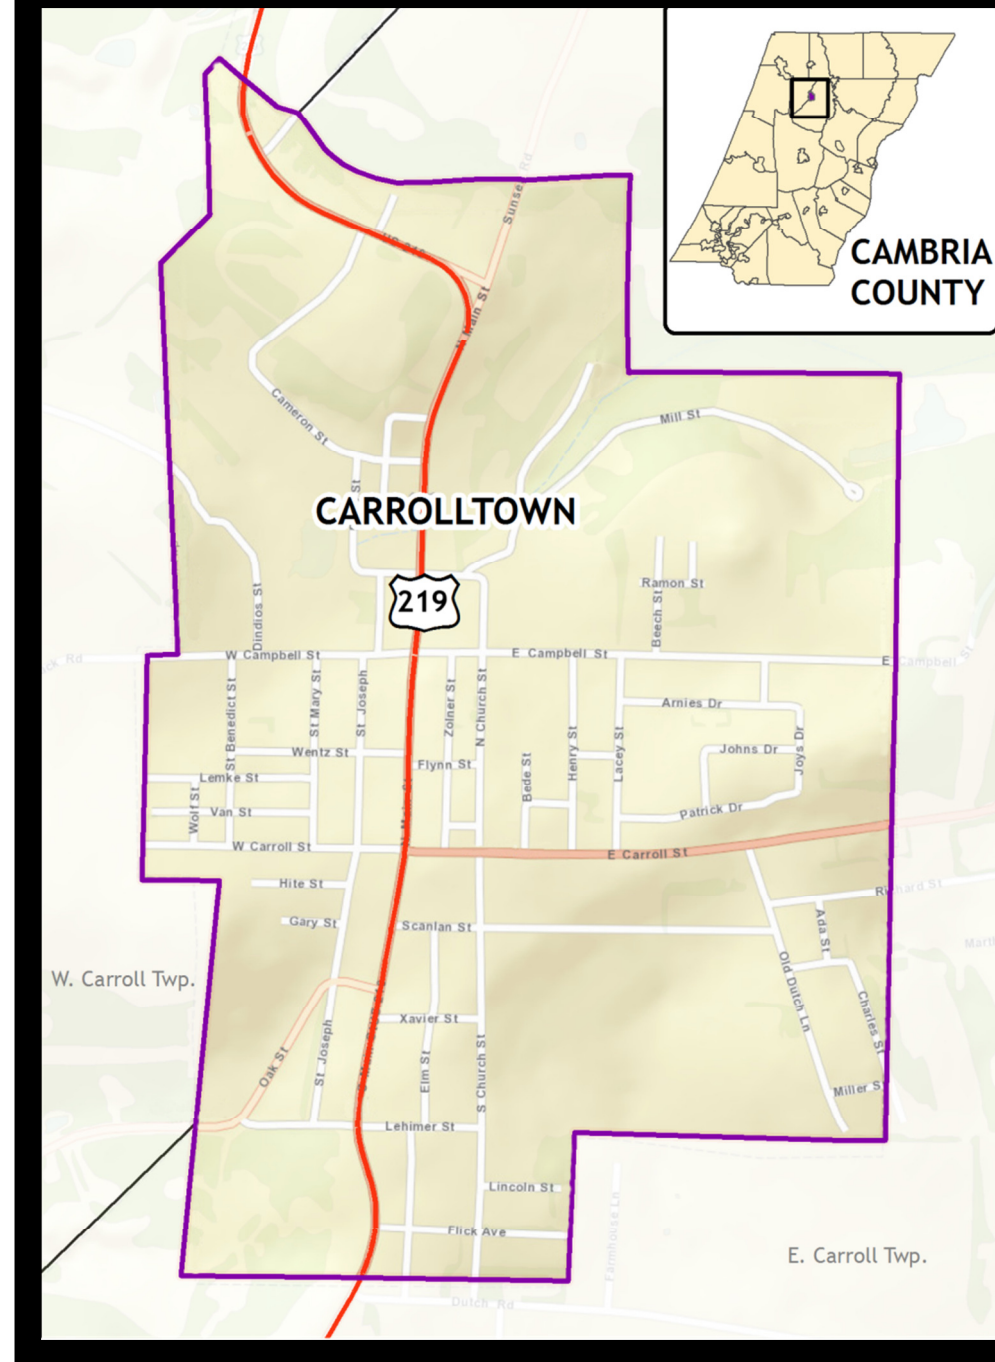 CAMBRIA
COUNTY
Sunset Rd
N Main St
Cameron St
Mill St
CARROLLTOWN
219
Ramon St
Beech St
Dindios St
W Campbell St
E Campbell St
E Campbell St
St Benedict St
St Mary St
St. Joseph
Zolner St
N Church St
Arnies Dr
Henry St
Lacey St
Wentz St
Flynn St
Bede St
Johns Dr
Joys Dr
Lemke St
Wolf St
Van St
Patrick Dr
W Carroll St
E Carroll St
Hite St
Richard St
Gary St
Scanlan St
Ada St
W. Carroll Twp.
Old Dutch Ln
Charles St
Xavier St
Oak St
St. Joseph
Elm St
S Church St
Miller S
Lehimer St
Lincoln St
Flick Ave
Farmhouse Ln
E. Carroll Twp.
Dutch Rd